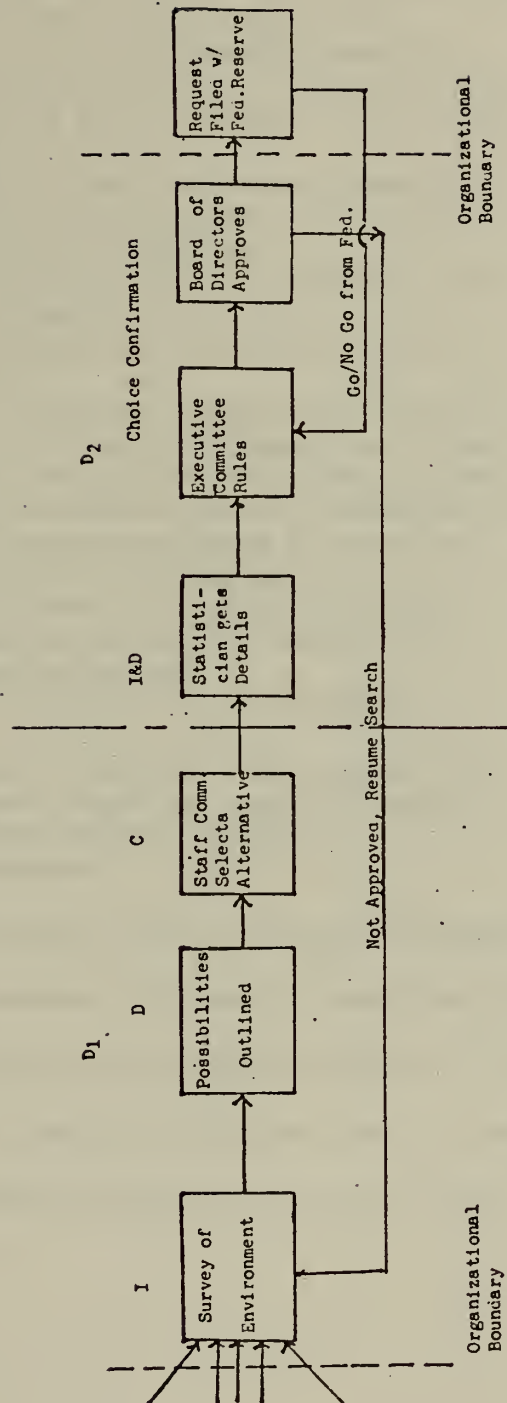 D1
D2
I
D
C
I&D
Choice Confirmation
Survey of
Environment
Possibilities
Outlined
Staff Comm.
Selects
Alternative
Statisti-
cian gets
Details
Executive
Committee
Rules
Board of
Directors
Approves
Request
Filed w/
Fed.Reserve
Go/No Go from Fed.
Not Approved, Resume Search
Organizational
Boundary
Organizational
Boundary